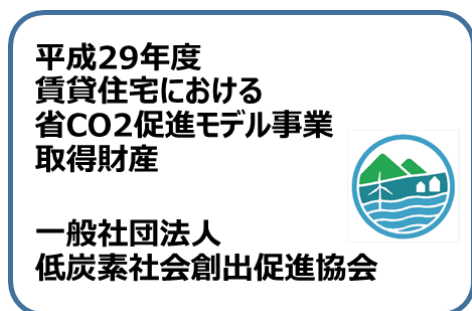 平成29年度
賃貸住宅における
省CO2促進モデル事業
取得財産
一般社団法人
低炭素社会創出促進協会